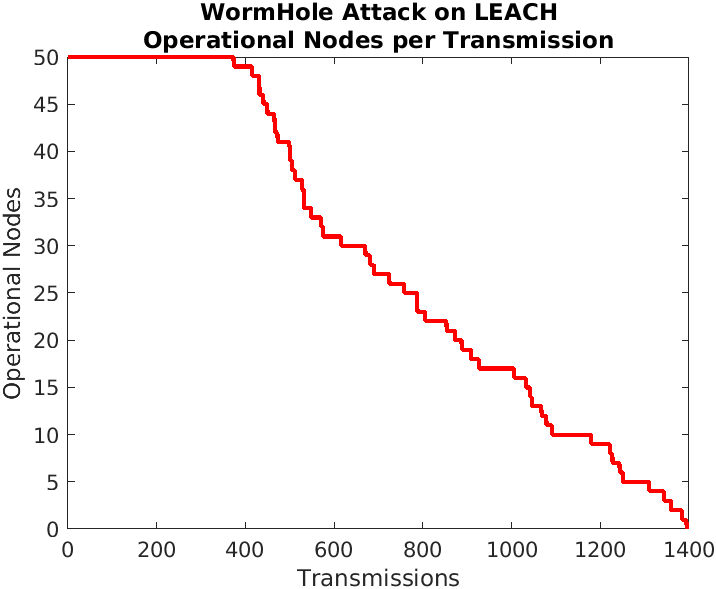 WormHole Attack on LEACH
Operational Nodes per Transmission
50
45
40
35
30
25
20
15
10
5
0
Operational Nodes
0 200 400 600 800 1000 1200 1400
Transmissions